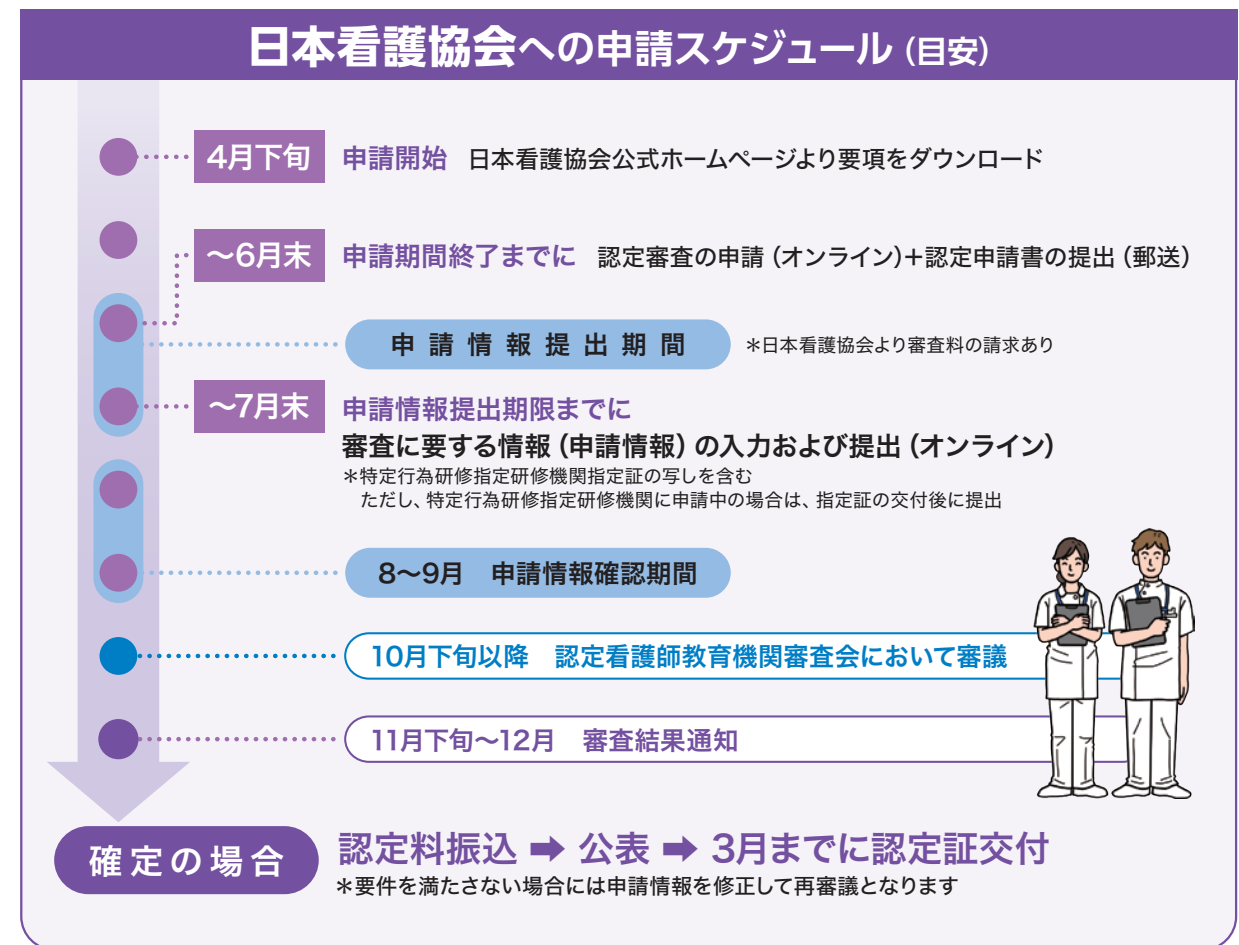 日本看護協会への申請スケジュール（目安）
4月下旬 申請開始 日本看護協会公式ホームページより要項をダウンロード
～6月末 申請期間終了までに 認定審査の申請（オンライン）＋認定申請書の提出（郵送）
申請情報提出期間 ＊日本看護協会より審査料の請求あり
～7月末 申請情報提出期限までに
審査に要する情報（申請情報）の入力および提出（オンライン）
＊特定行為研修指定研修機関指定証の写しを含む
ただし、特定行為研修指定研修機関に申請中の場合は、指定証の交付後に提出
8～9月 申請情報確認期間
10月下旬以降 認定看護師教育機関審査会において審議
11月下旬～12月 審査結果通知
確定の場合 認定料振込 ➡ 公表 ➡ 3月までに認定証交付
＊要件を満たさない場合には申請情報を修正して再審議となります